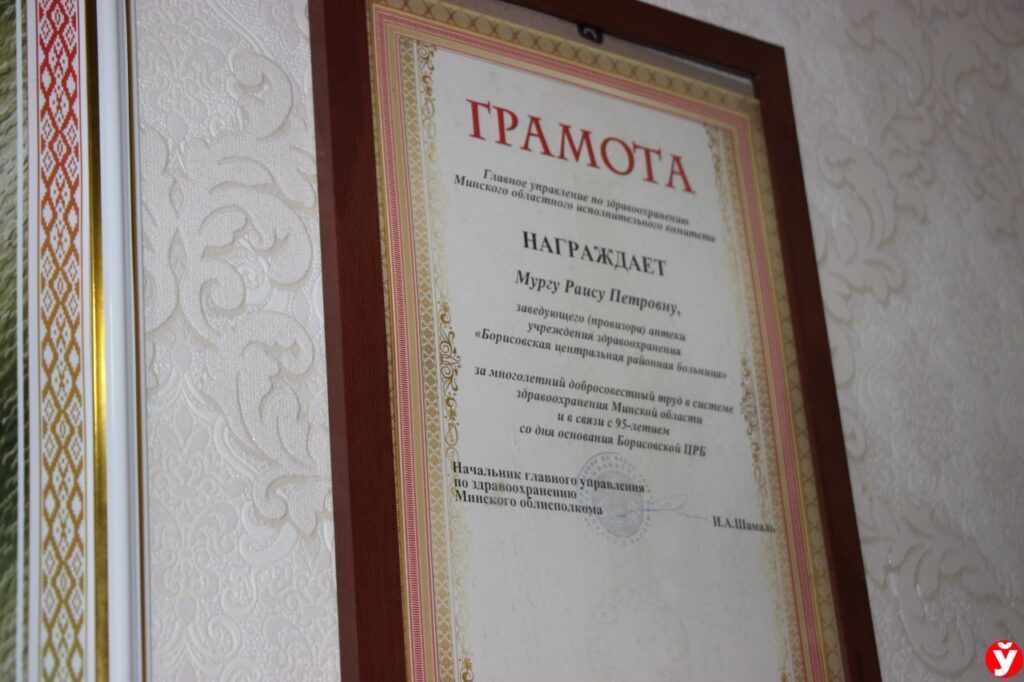 ГРАМОТА
Главное управление по здравоохранению
Минского областного исполнительного комитета
НАГРАЖДАЕТ
Мургу Раису Петровну,
заведующего (провизора) аптеки
учреждения здравоохранения
«Борисовская центральная районная больница»
за многолетний добросовестный труд в системе
здравоохранения Минской области
и в связи с 95-летием
со дня основания Борисовской ЦРБ
Начальник главного управления
по здравоохранению
Минского облисполкома
И.А.Шамаль
Ў